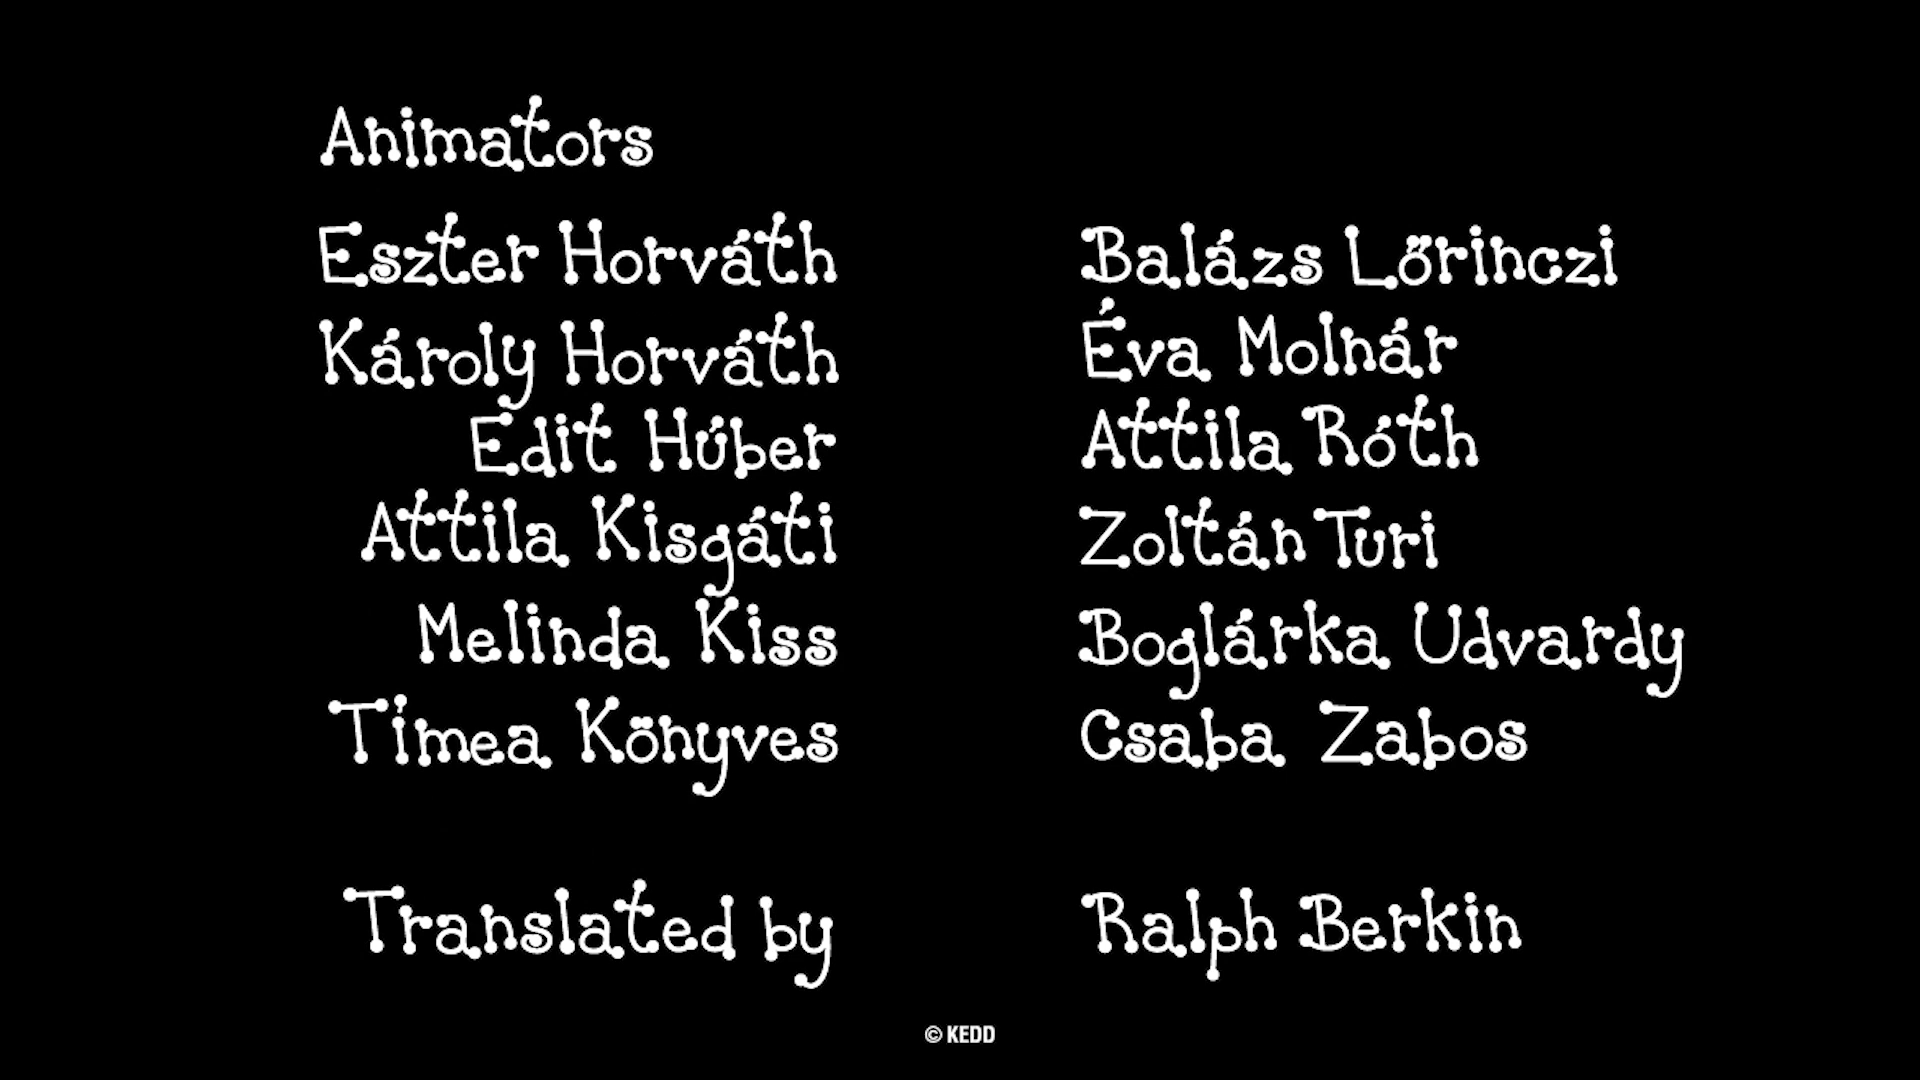 Animators
Eszter Horváth
Károly Horváth
Edit Húber
Attila Kisgáti
Melinda Kiss
Tímea Könyves
Balázs Lőrinczi
Éva Molnár
Attila Róth
Zoltán Turi
Boglárka Udvardy
Csaba Zabos
Translated by Ralph Berkin
© KEDD